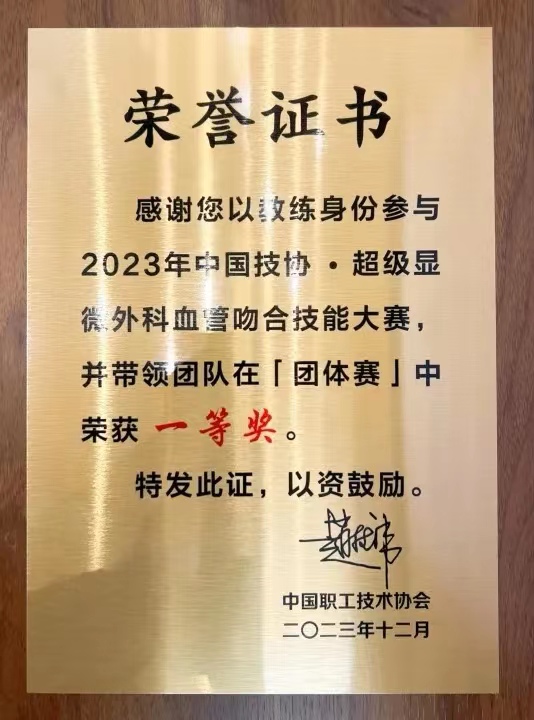 荣誉证书
感谢您以教练身份参与
2023年中国技协·超级显
微外科血管吻合技能大赛，
并带领团队在「团体赛」中
荣获 一等奖。
特发此证，以资鼓励。
中国职工技术协会
二〇二三年十二月